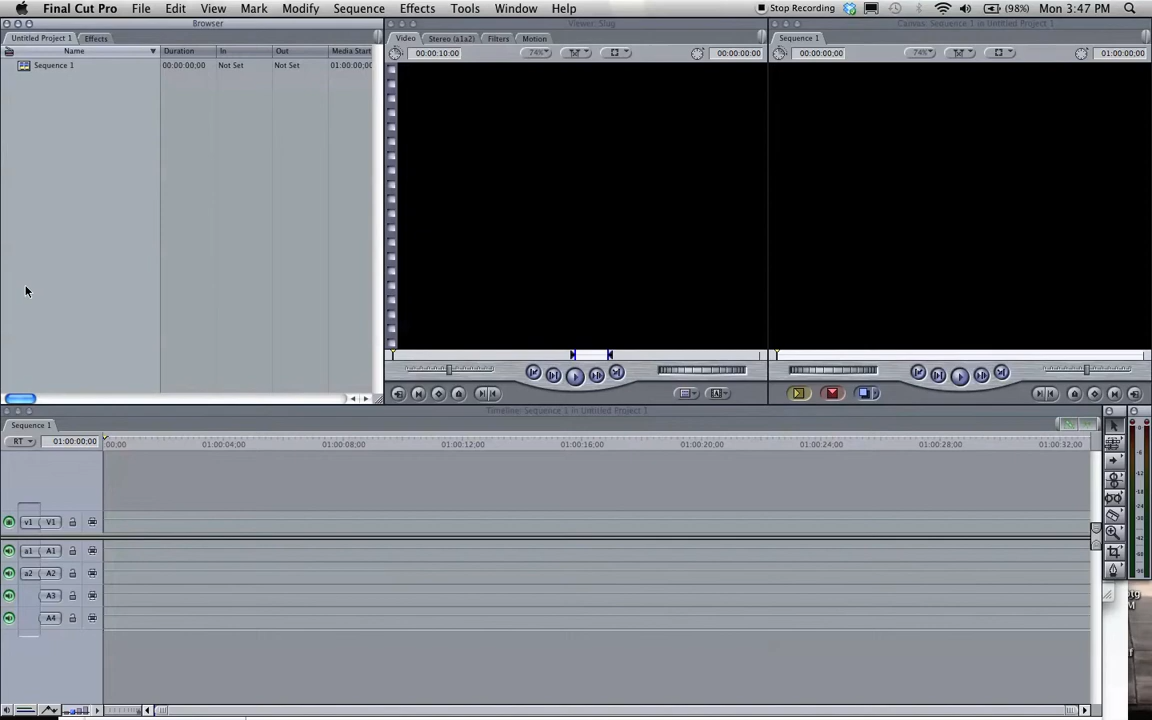 Final Cut Pro File Edit View Mark Modify Sequence Effects Tools Window Help Stop Recording (98%) Mon 3:47 PM
Browser
Viewer: Slug
Canvas: Sequence 1 in Untitled Project 1
Untitled Project 1 Effects
Video Stereo (a1a2) Filters Motion
Sequence 1
Name Duration In Out Media Start
00:00:10:00 74% 00:00:00:00
00:00:00;00 74% 01:00:00;00
Sequence 1 00:00:00;00 Not Set Not Set 01:00:00;0
Timeline: Sequence 1 in Untitled Project 1
Sequence 1
RT 01:00:00;00 00;00 01:00:04;00 01:00:08;00 01:00:12;00 01:00:16;00 01:00:20;00 01:00:24;00 01:00:28;00 01:00:32;00
v1 V1
a1 A1
a2 A2
A3
A4